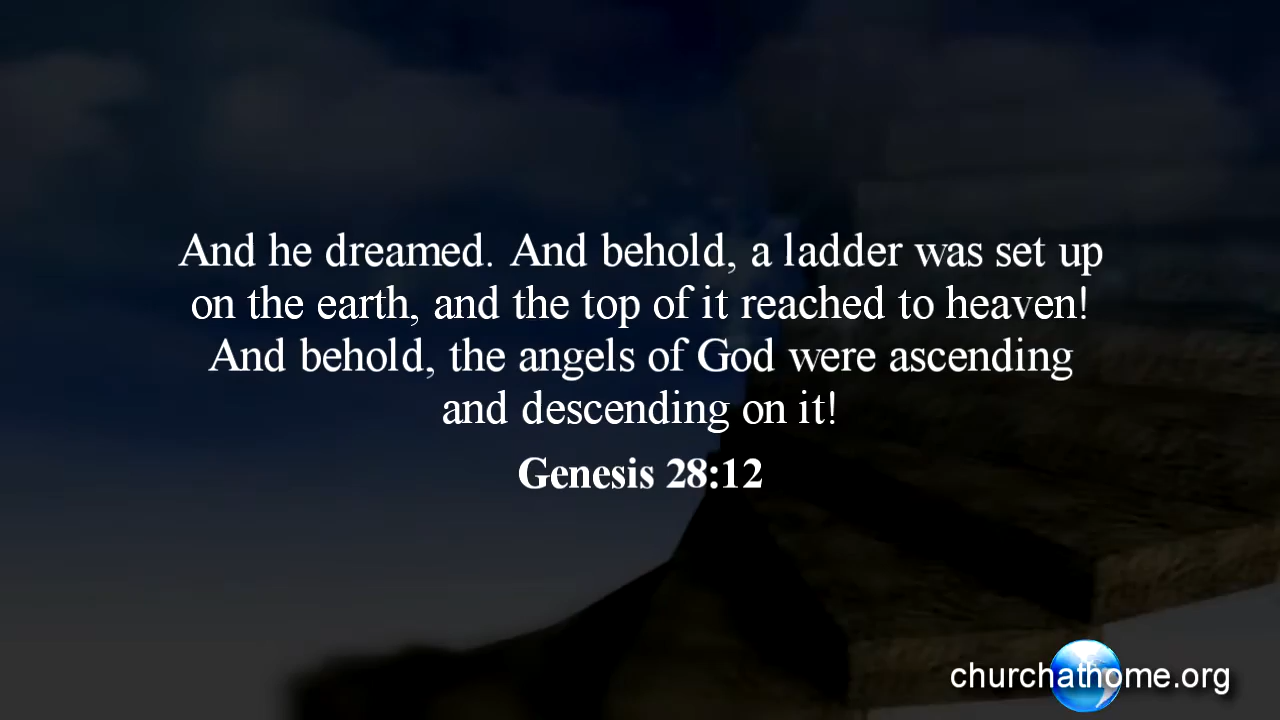 And he dreamed. And behold, a ladder was set up
on the earth, and the top of it reached to heaven!
And behold, the angels of God were ascending
and descending on it!
Genesis 28:12
churchathome.org